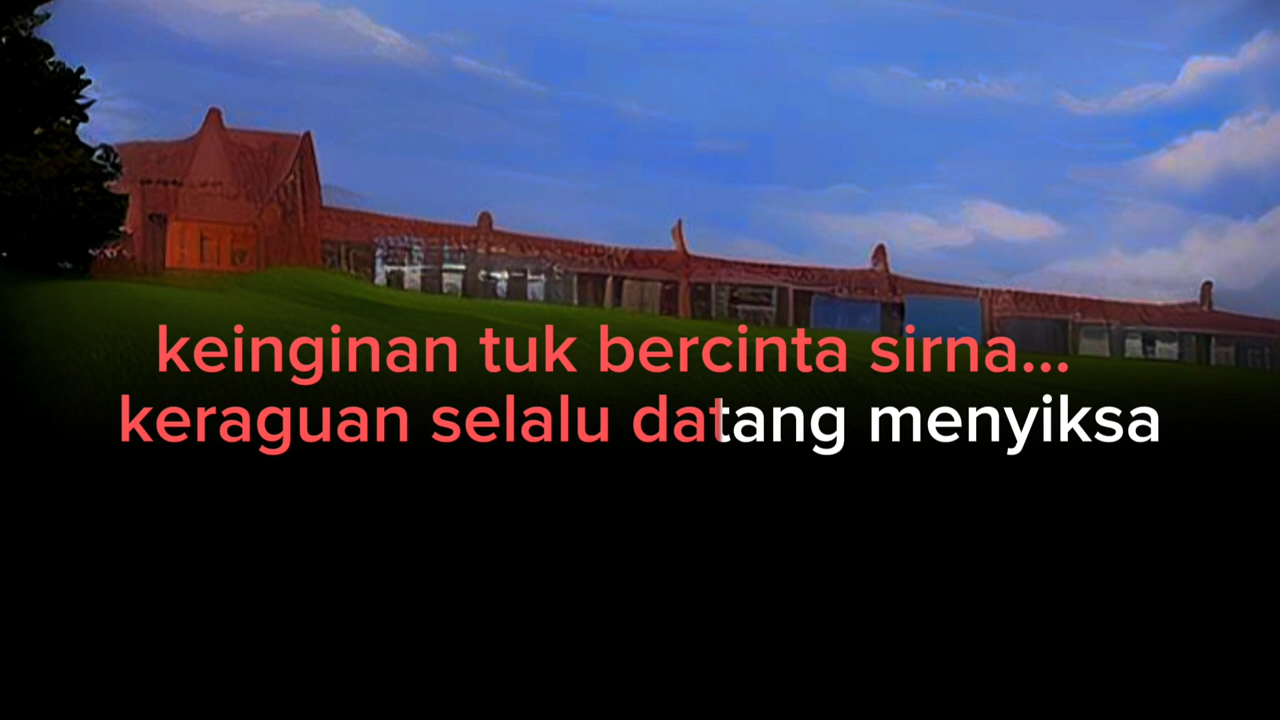 keinginan tuk bercinta sirna...
keraguan selalu datang menyiksa